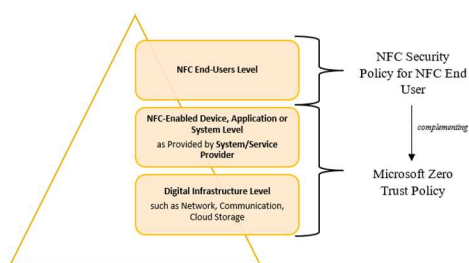 NFC End-Users Level
NFC-Enabled Device, Application or
System Level
as Provided by System/Service
Provider
Digital Infrastructure Level
such as Network, Communication,
Cloud Storage
NFC Security
Policy for NFC End
User
complementing
Microsoft Zero
Trust Policy